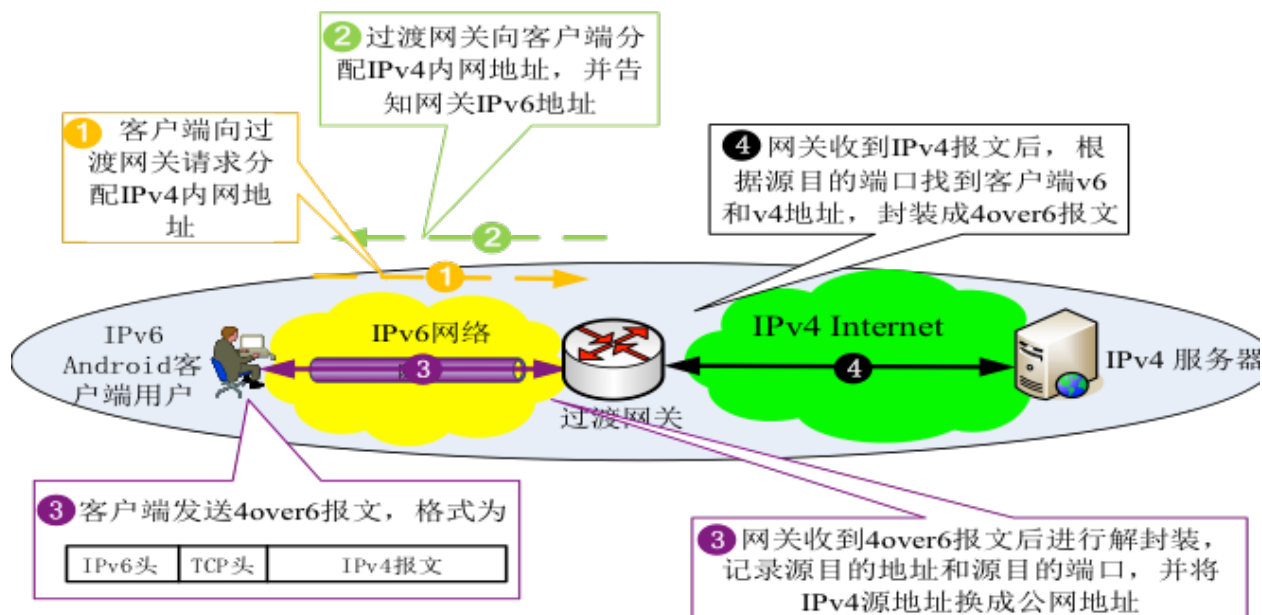 2 过渡网关向客户端分
配IPv4内网地址，并告
知网关IPv6地址
1 客户端向过
渡网关请求分
配IPv4内网地
址
4 网关收到IPv4报文后，根
据源目的端口找到客户端v6
和v4地址，封装成4over6报文
2
1
IPv6
Android客
户端用户
IPv6网络
3
过渡网关
IPv4 Internet
4
IPv4 服务器
3 客户端发送4over6报文，格式为
IPv6头 TCP头 IPv4报文
3 网关收到4over6报文后进行解封装，
记录源目的地址和源目的端口，并将
IPv4源地址换成公网地址